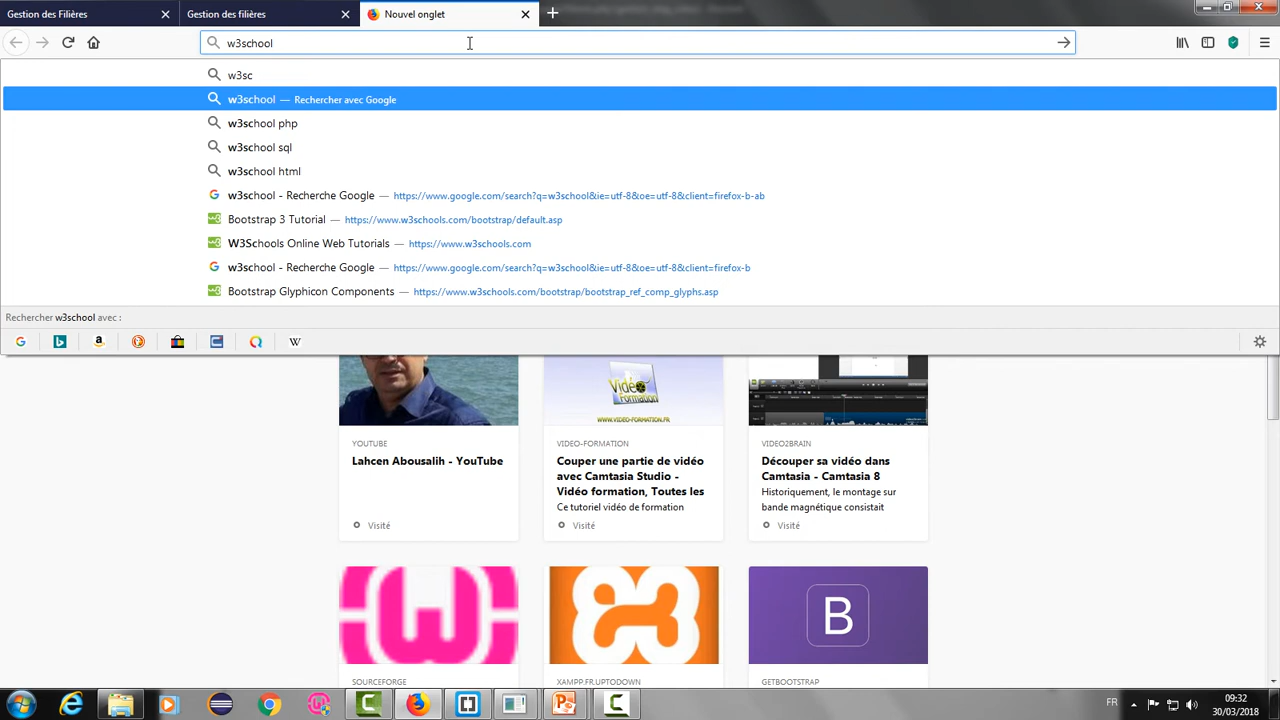 Gestion des Filières
Gestion des filières
Nouvel onglet
w3school
w3sc
w3school — Rechercher avec Google
w3school php
w3school sql
w3school html
w3school - Recherche Google — https://www.google.com/search?q=w3school&ie=utf-8&oe=utf-8&client=firefox-b-ab
Bootstrap 3 Tutorial — https://www.w3schools.com/bootstrap/default.asp
W3Schools Online Web Tutorials — https://www.w3schools.com
w3school - Recherche Google — https://www.google.com/search?q=w3school&ie=utf-8&oe=utf-8&client=firefox-b
Bootstrap Glyphicon Components — https://www.w3schools.com/bootstrap/bootstrap_ref_comp_glyphs.asp
Rechercher w3school avec :
Vidéo
Formation
WWW.VIDEO-FORMATION.FR
YOUTUBE
Lahcen Abousalih - YouTube
Visité
VIDEO-FORMATION
Couper une partie de vidéo
avec Camtasia Studio -
Vidéo formation, Toutes les
Ce tutoriel vidéo de formation
Visité
VIDEO2BRAIN
Découper sa vidéo dans
Camtasia - Camtasia 8
Historiquement, le montage sur
bande magnétique consistait
Visité
B
SOURCEFORGE
XAMPP.FR.UPTODOWN
GETBOOTSTRAP
FR
09:32
30/03/2018